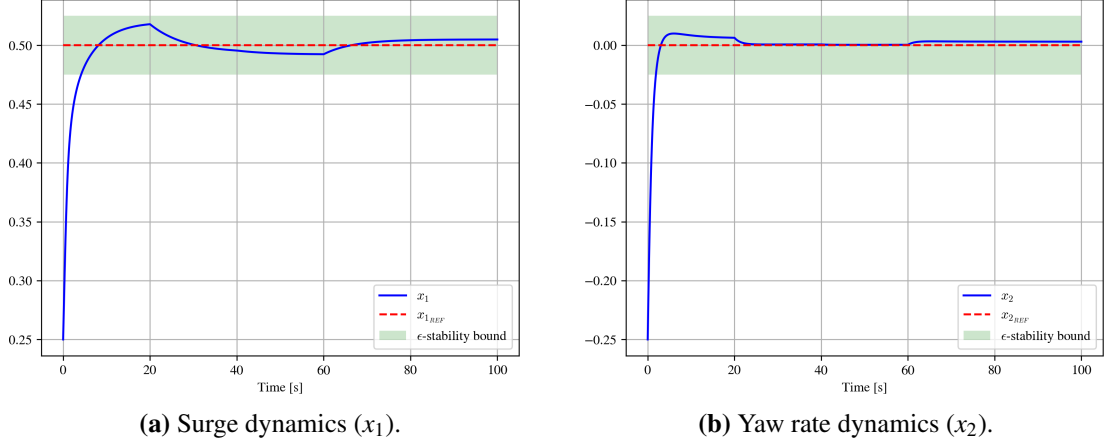 0.50
0.45
0.40
0.35
0.30
0.25
0 20 40 60 80 100
Time [s]
x₁
x₁REF
ϵ-stability bound
(a) Surge dynamics (x₁).
0.00
−0.05
−0.10
−0.15
−0.20
−0.25
0 20 40 60 80 100
Time [s]
x₂
x₂REF
ϵ-stability bound
(b) Yaw rate dynamics (x₂).